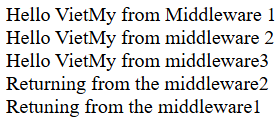 Hello VietMy from Middleware 1
Hello VietMy from middleware 2
Hello VietMy from middleware3
Returning from the middleware2
Retuning from the middleware1